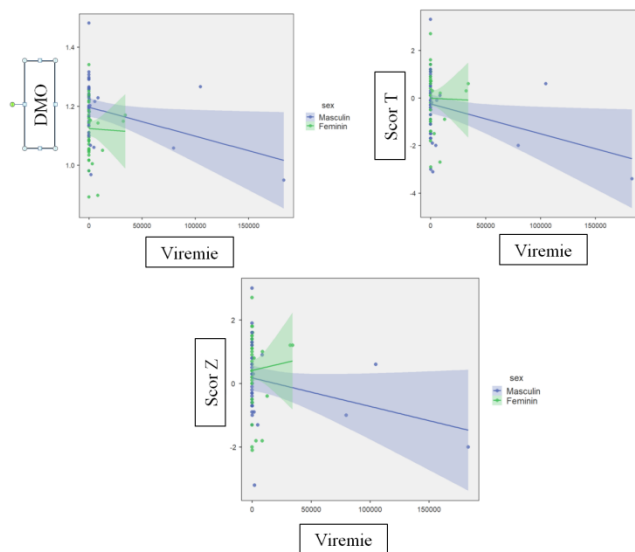 DMO
1.4
1.2
1.0
0
50000
100000
150000
Viremie
sex
Masculin
Feminin
Scor T
2
0
-2
-4
0
50000
100000
150000
Viremie
sex
Masculin
Feminin
Scor Z
2
0
-2
0
50000
100000
150000
Viremie
sex
Masculin
Feminin